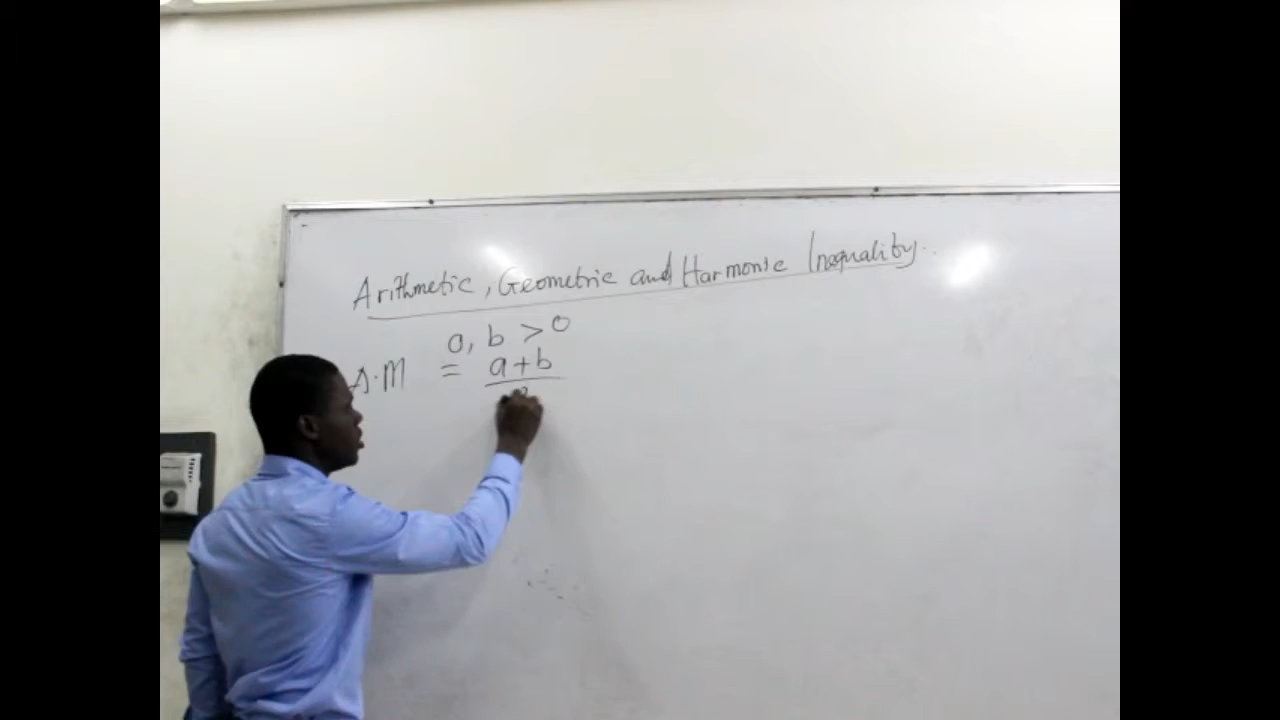 Arithmetic, Geometric and Harmonic Inequality.
a, b > 0
A.M = a+b